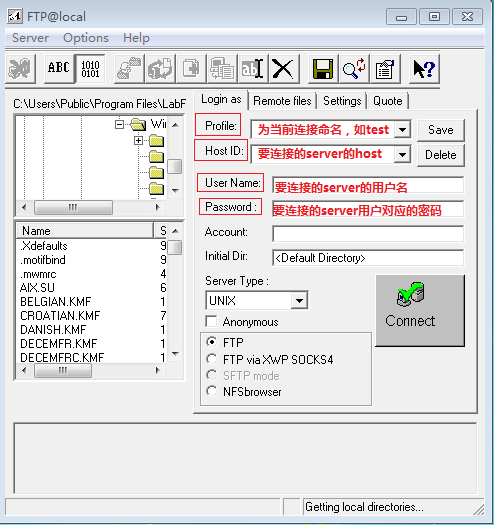 FTP@local
Server Options Help
ABC 1010 0101
C:\Users\Public\Program Files\LabF
Win
Name S
.Xdefaults 9
.motifbind 9
.mwmrc 4
AIX.SU 6
BELGIAN.KMF 9
CROATIAN.KMF 7
DANISH.KMF 9
DECEMFR.KMF 9
DECEMFRC.KMF 9
Login as Remote files Settings Quote
Profile: 为当前连接命名，如test Save
Host ID: 要连接的server的host Delete
User Name: 要连接的server的用户名
Password : 要连接的server用户对应的密码
Account:
Initial Dir: <Default Directory>
Server Type :
UNIX
Anonymous
Connect
FTP
FTP via XWP SOCKS4
SFTP mode
NFSbrowser
Getting local directories...